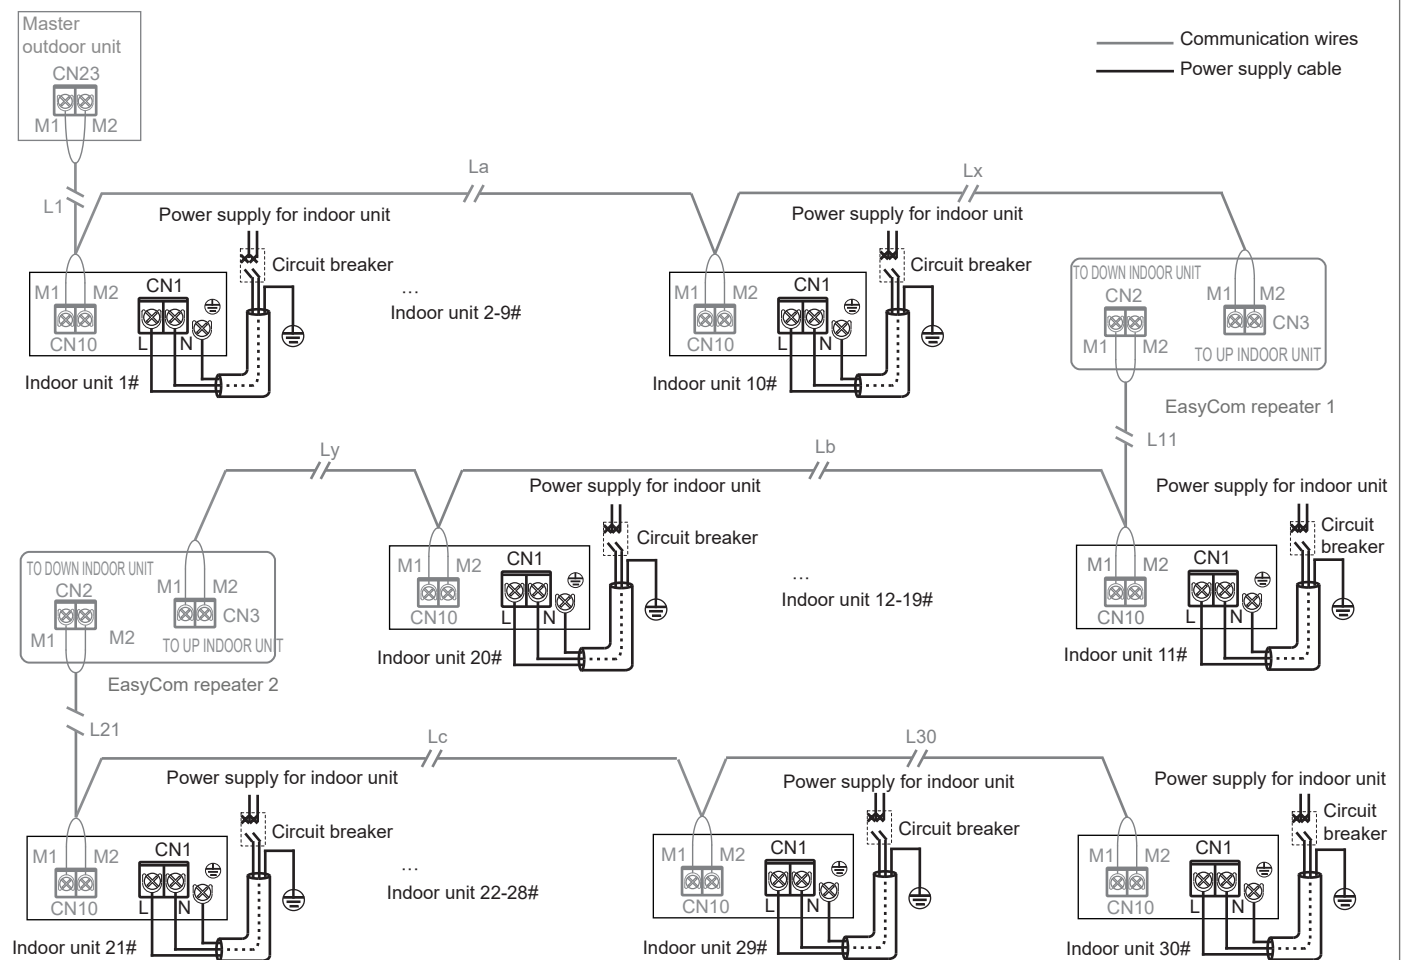 Master
outdoor unit
CN23
M1 M2
Communication wires
Power supply cable
L1
La
Lx
Power supply for indoor unit
Circuit breaker
M1 M2
CN1
CN10
L N
Indoor unit 1#
...
Indoor unit 2-9#
Power supply for indoor unit
Circuit breaker
M1 M2
CN1
CN10
L N
Indoor unit 10#
TO DOWN INDOOR UNIT
CN2
M1 M2
M1 M2
CN3
TO UP INDOOR UNIT
EasyCom repeater 1
L11
Ly
Lb
TO DOWN INDOOR UNIT
CN2
M1 M2
M1 M2
CN3
TO UP INDOOR UNIT
EasyCom repeater 2
Power supply for indoor unit
Circuit breaker
M1 M2
CN1
CN10
L N
Indoor unit 20#
...
Indoor unit 12-19#
Power supply for indoor unit
Circuit
breaker
M1 M2
CN1
CN10
L N
Indoor unit 11#
L21
Lc
L30
Power supply for indoor unit
Circuit breaker
M1 M2
CN1
CN10
L N
Indoor unit 21#
...
Indoor unit 22-28#
Power supply for indoor unit
Circuit breaker
M1 M2
CN1
CN10
L N
Indoor unit 29#
Power supply for indoor unit
Circuit
breaker
M1 M2
CN1
CN10
L N
Indoor unit 30#